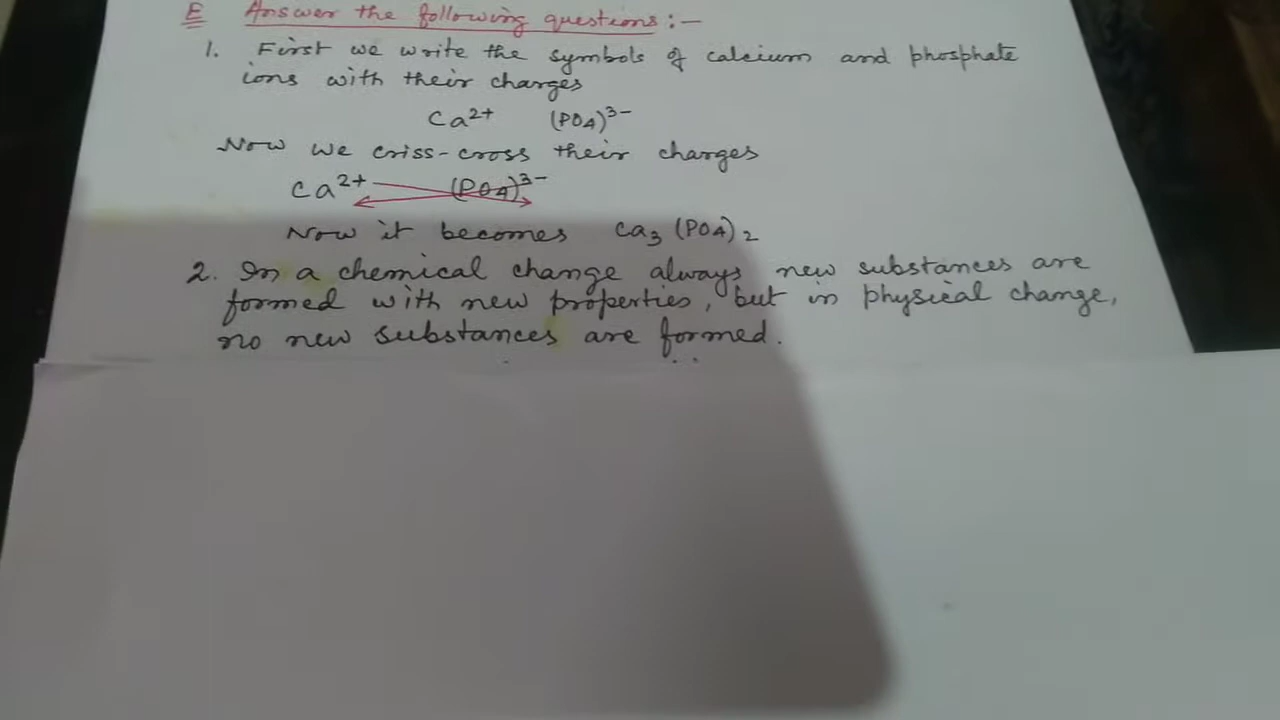 E Answer the following questions :-
1. First we write the symbols of calcium and phosphate
ions with their charges
Ca²⁺ (PO₄)³⁻
Now we criss-cross their charges
Ca²⁺ (PO₄)³⁻
Now it becomes Ca₃(PO₄)₂
2. In a chemical change always new substances are
formed with new properties, but in physical change,
no new substances are formed.